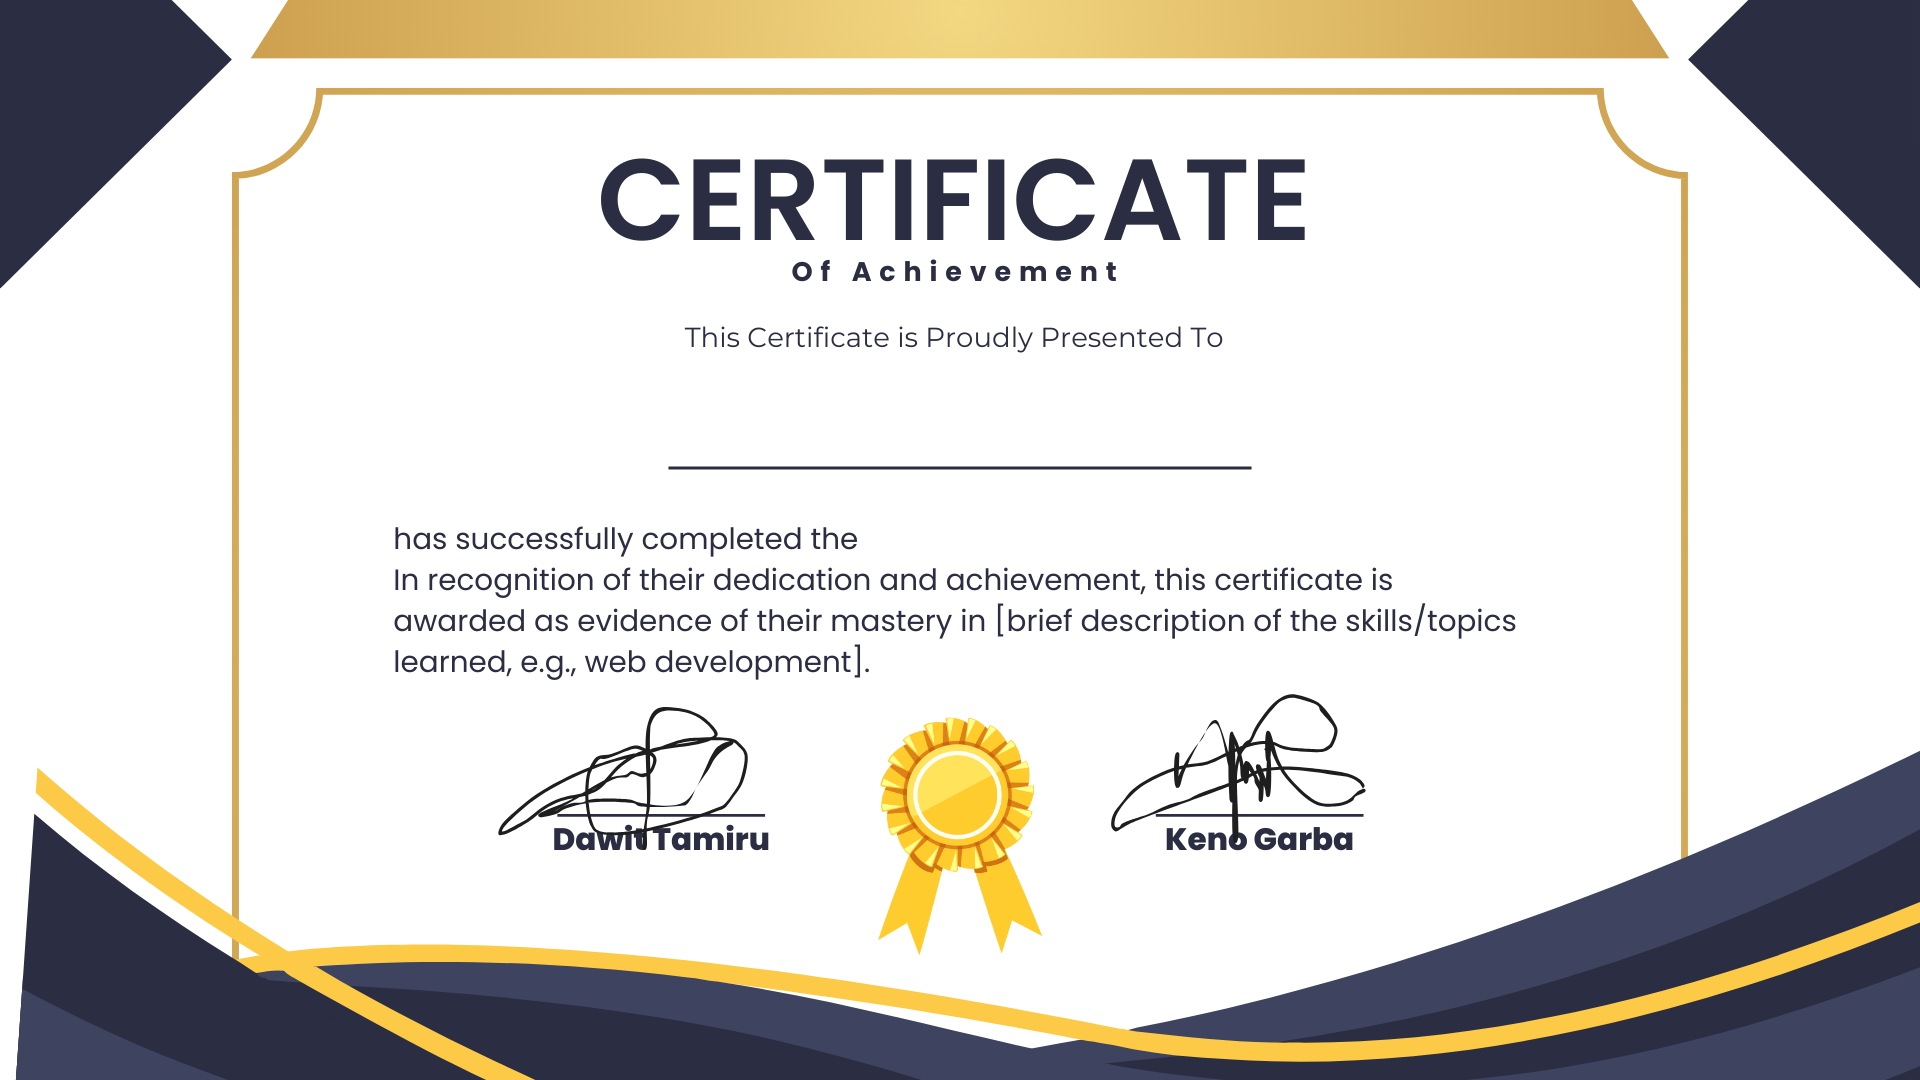 CERTIFICATE
Of Achievement
This Certificate is Proudly Presented To
has successfully completed the
In recognition of their dedication and achievement, this certificate is
awarded as evidence of their mastery in [brief description of the skills/topics
learned, e.g., web development].
Dawit Tamiru
Keno Garba